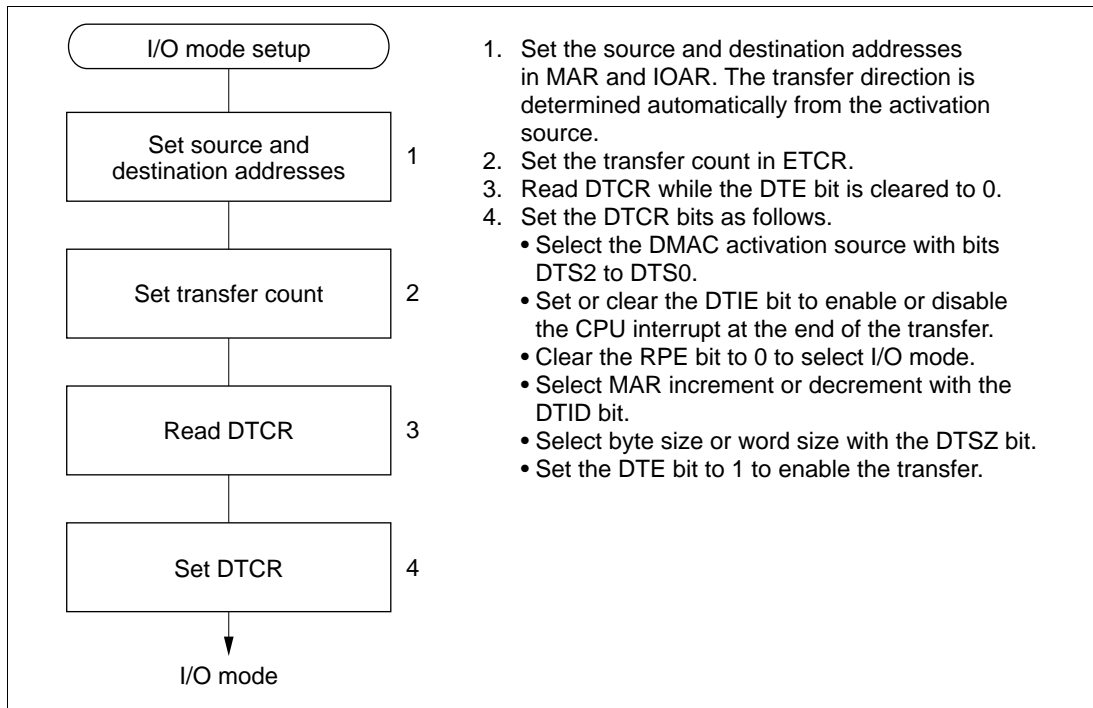 I/O mode setup
Set source and
destination addresses
1
Set transfer count
2
Read DTCR
3
Set DTCR
4
I/O mode
1. Set the source and destination addresses
in MAR and IOAR. The transfer direction is
determined automatically from the activation
source.
2. Set the transfer count in ETCR.
3. Read DTCR while the DTE bit is cleared to 0.
4. Set the DTCR bits as follows.
• Select the DMAC activation source with bits
DTS2 to DTS0.
• Set or clear the DTIE bit to enable or disable
the CPU interrupt at the end of the transfer.
• Clear the RPE bit to 0 to select I/O mode.
• Select MAR increment or decrement with the
DTID bit.
• Select byte size or word size with the DTSZ bit.
• Set the DTE bit to 1 to enable the transfer.